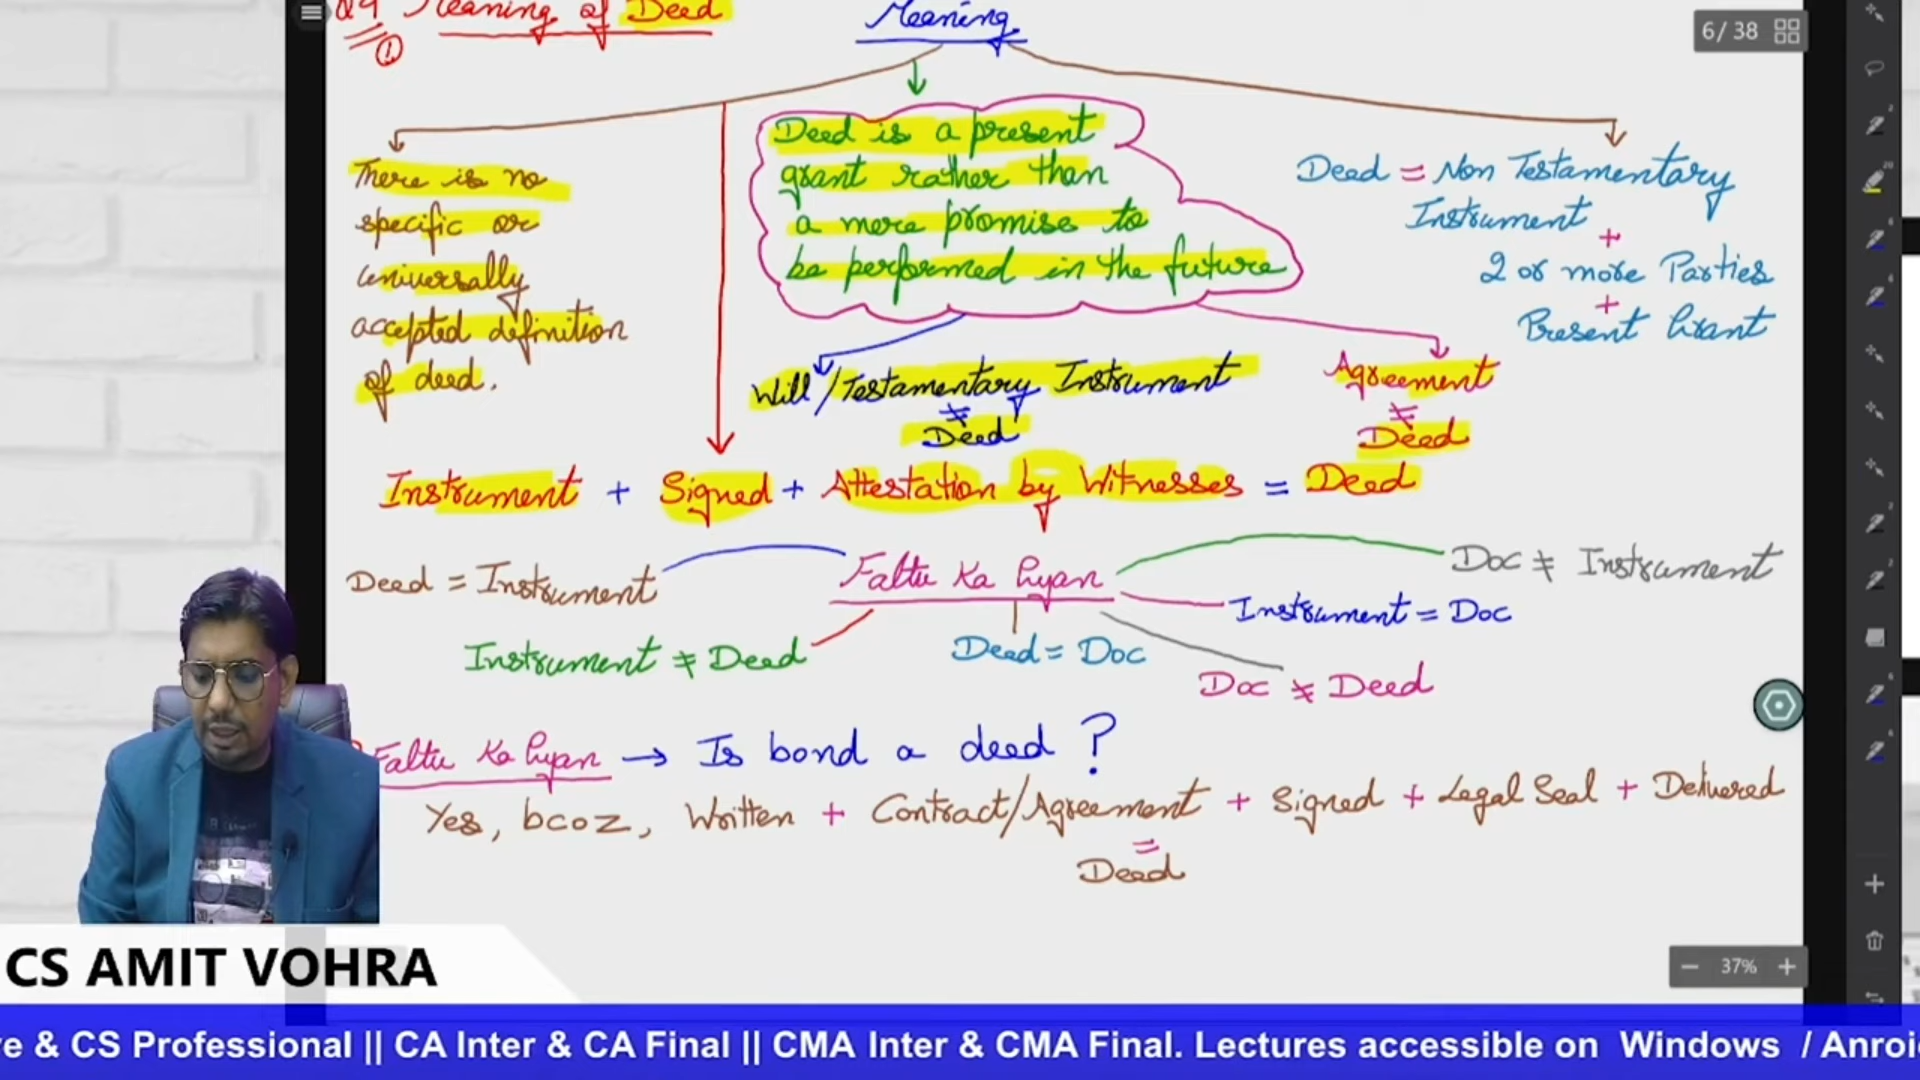 Q4 Meaning of Deed
①
Meaning
6/ 38
There is no
specific or
universally
accepted definition
of deed.
Deed is a present
grant rather than
a mere promise to
be performed in the future
Deed = Non Testamentary
Instrument
+
2 or more Parties
+
Present Grant
Will / Testamentary Instrument
≠
Deed
Agreement
≠
Deed
Instrument + Signed + Attestation by Witnesses = Deed
Faltu Ka Gyan
Deed = Instrument
Doc ≠ Instrument
Instrument = Doc
Instrument ≠ Deed
Deed = Doc
Doc ≠ Deed
Faltu Ka Gyan → Is bond a deed ?
Yes, bcoz, Written + Contract/Agreement + Signed + Legal Seal + Delivered
=
Deed
CS AMIT VOHRA
37%
ve & CS Professional || CA Inter & CA Final || CMA Inter & CMA Final. Lectures accessible on Windows / Anroi